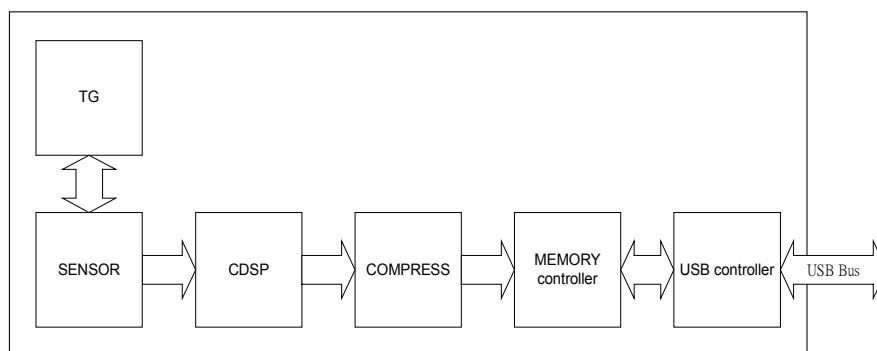 TG
SENSOR
CDSP
COMPRESS
MEMORY
controller
USB controller
USB Bus